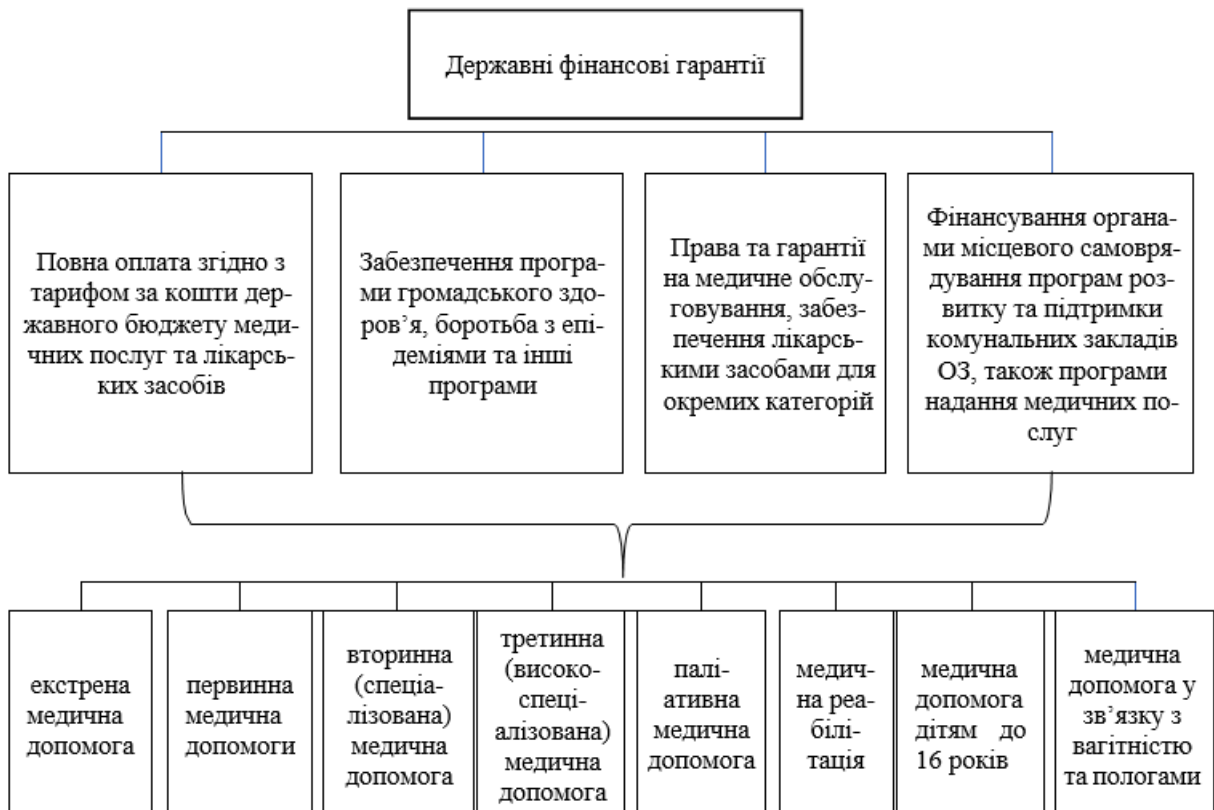 Державні фінансові гарантії
Повна оплата згідно з
тарифом за кошти дер-
жавного бюджету меди-
чних послуг та лікарсь-
ких засобів
Забезпечення програ-
ми громадського здо-
ров’я, боротьба з епі-
деміями та інші
програми
Права та гарантії
на медичне обслу-
говування, забез-
печення лікарсь-
кими засобами для
окремих категорій
Фінансування органа-
ми місцевого самовря-
дування програм роз-
витку та підтримки
комунальних закладів
ОЗ, також програми
надання медичних по-
слуг
екстрена
медична
допомога
первинна
медична
допомоги
вторинна
(спеціа-
лізована)
медична
допомога
третинна
(високо-
спеці-
алізована)
медична
допомога
палі-
ативна
медична
допомога
медич-
на реа-
білі-
тація
медична
допомога
дітям до
16 років
медична
допомога у
зв’язку з
вагітністю
та пологами